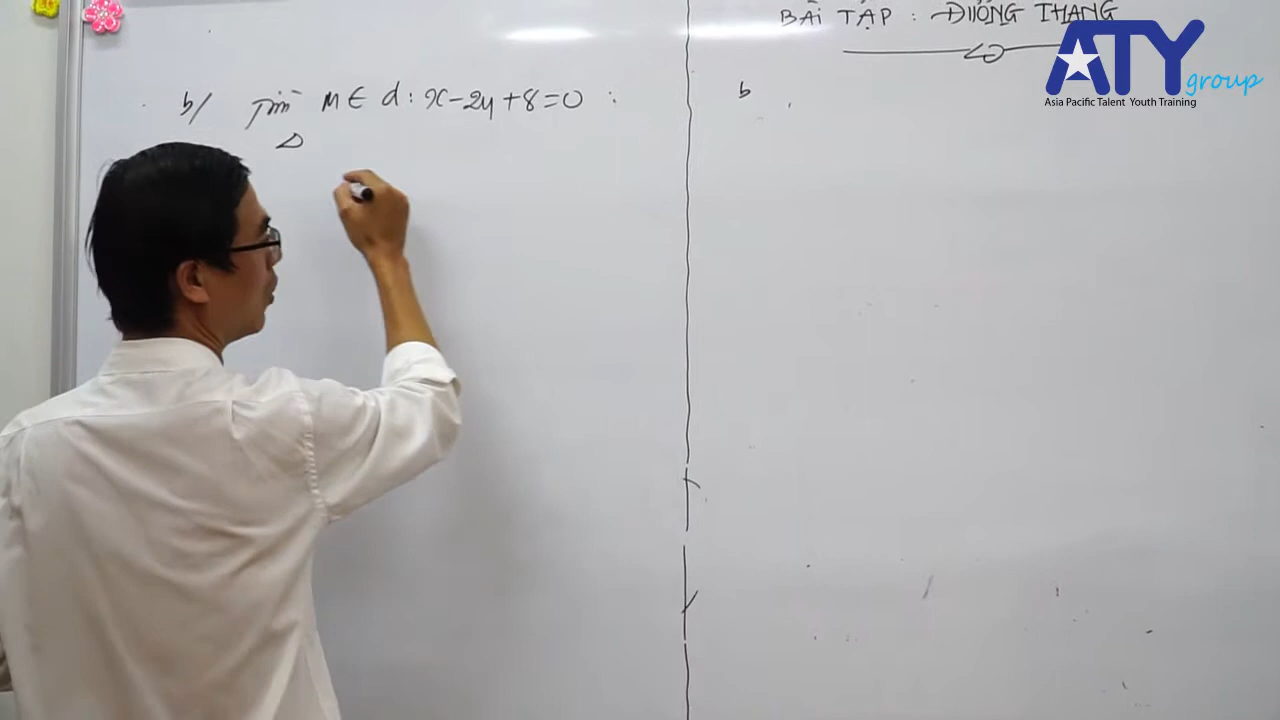 b/ Tìm M ∈ d : x - 2y + 8 = 0 :
Δ
BÀI TẬP : ĐƯỜNG THẲNG
b
ATY group
Asia Pacific Talent Youth Training